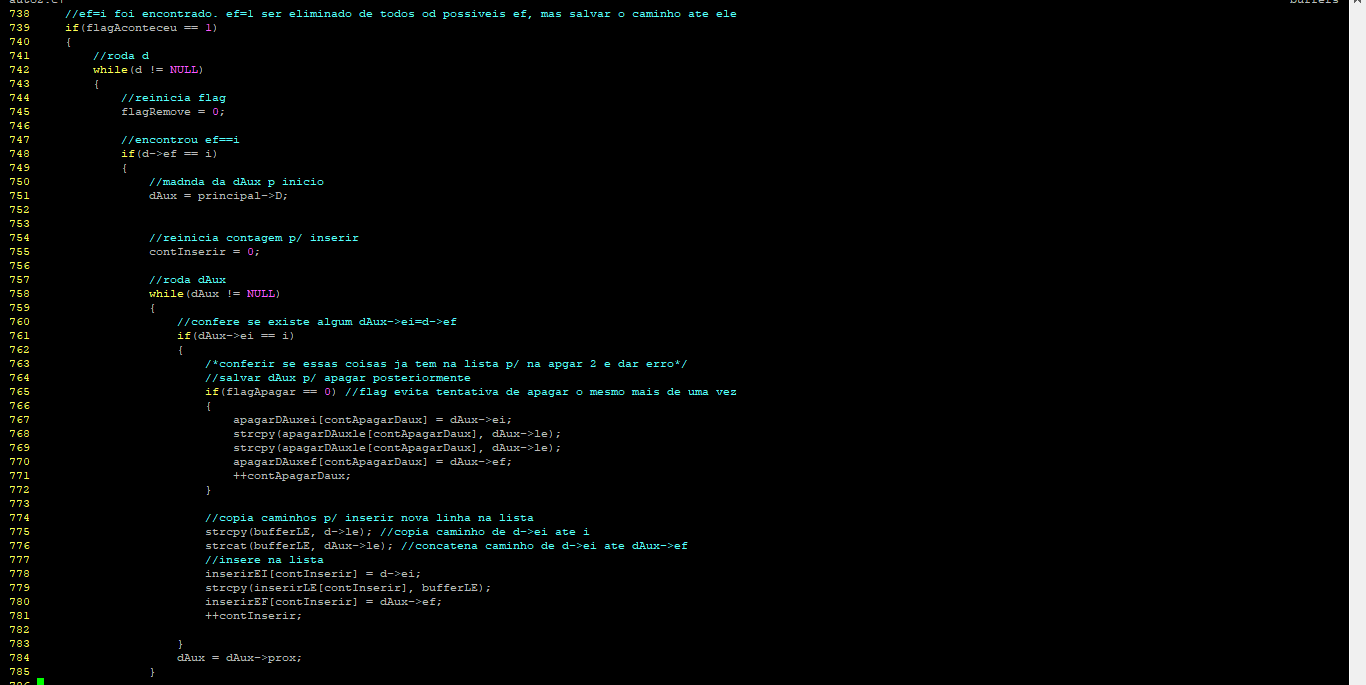 buffers
738 //ef=i foi encontrado. ef=l ser eliminado de todos od possiveis ef, mas salvar o caminho ate ele
739 if(flagAconteceu == 1)
740 {
741 //roda d
742 while(d != NULL)
743 {
744 //reinicia flag
745 flagRemove = 0;
746
747 //encontrou ef==i
748 if(d->ef == i)
749 {
750 //madnda da dAux p inicio
751 dAux = principal->D;
752
753
754 //reinicia contagem p/ inserir
755 contInserir = 0;
756
757 //roda dAux
758 while(dAux != NULL)
759 {
760 //confere se existe algum dAux->ei=d->ef
761 if(dAux->ei == i)
762 {
763 /*conferir se essas coisas ja tem na lista p/ na apgar 2 e dar erro*/
764 //salvar dAux p/ apagar posteriormente
765 if(flagApagar == 0) //flag evita tentativa de apagar o mesmo mais de uma vez
766 {
767 apagarDAuxei[contApagarDaux] = dAux->ei;
768 strcpy(apagarDAuxle[contApagarDaux], dAux->le);
769 strcpy(apagarDAuxle[contApagarDaux], dAux->le);
770 apagarDAuxef[contApagarDaux] = dAux->ef;
771 ++contApagarDaux;
772 }
773
774 //copia caminhos p/ inserir nova linha na lista
775 strcpy(bufferLE, d->le); //copia caminho de d->ei ate i
776 strcat(bufferLE, dAux->le); //concatena caminho de d->ei ate dAux->ef
777 //insere na lista
778 inserirEI[contInserir] = d->ei;
779 strcpy(inserirLE[contInserir], bufferLE);
780 inserirEF[contInserir] = dAux->ef;
781 ++contInserir;
782
783 }
784 dAux = dAux->prox;
785 }